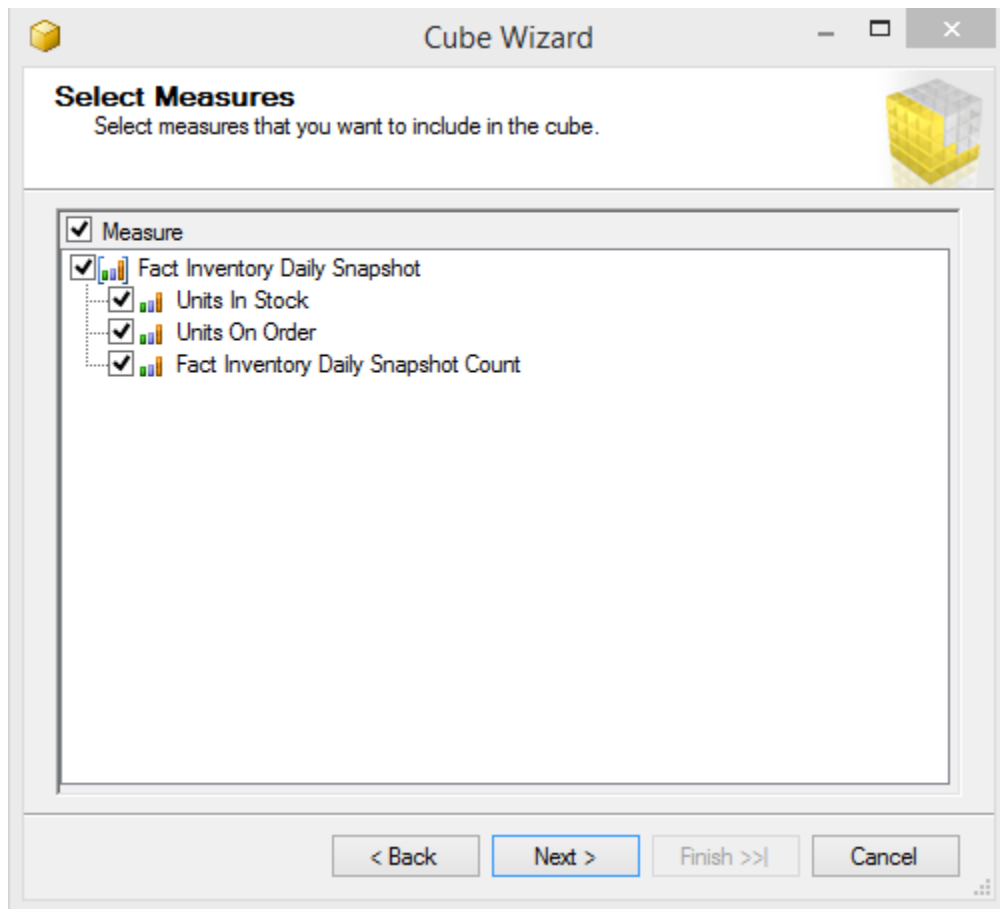 Cube Wizard
Select Measures
Select measures that you want to include in the cube.
Measure
Fact Inventory Daily Snapshot
Units In Stock
Units On Order
Fact Inventory Daily Snapshot Count
< Back Next > Finish >>| Cancel